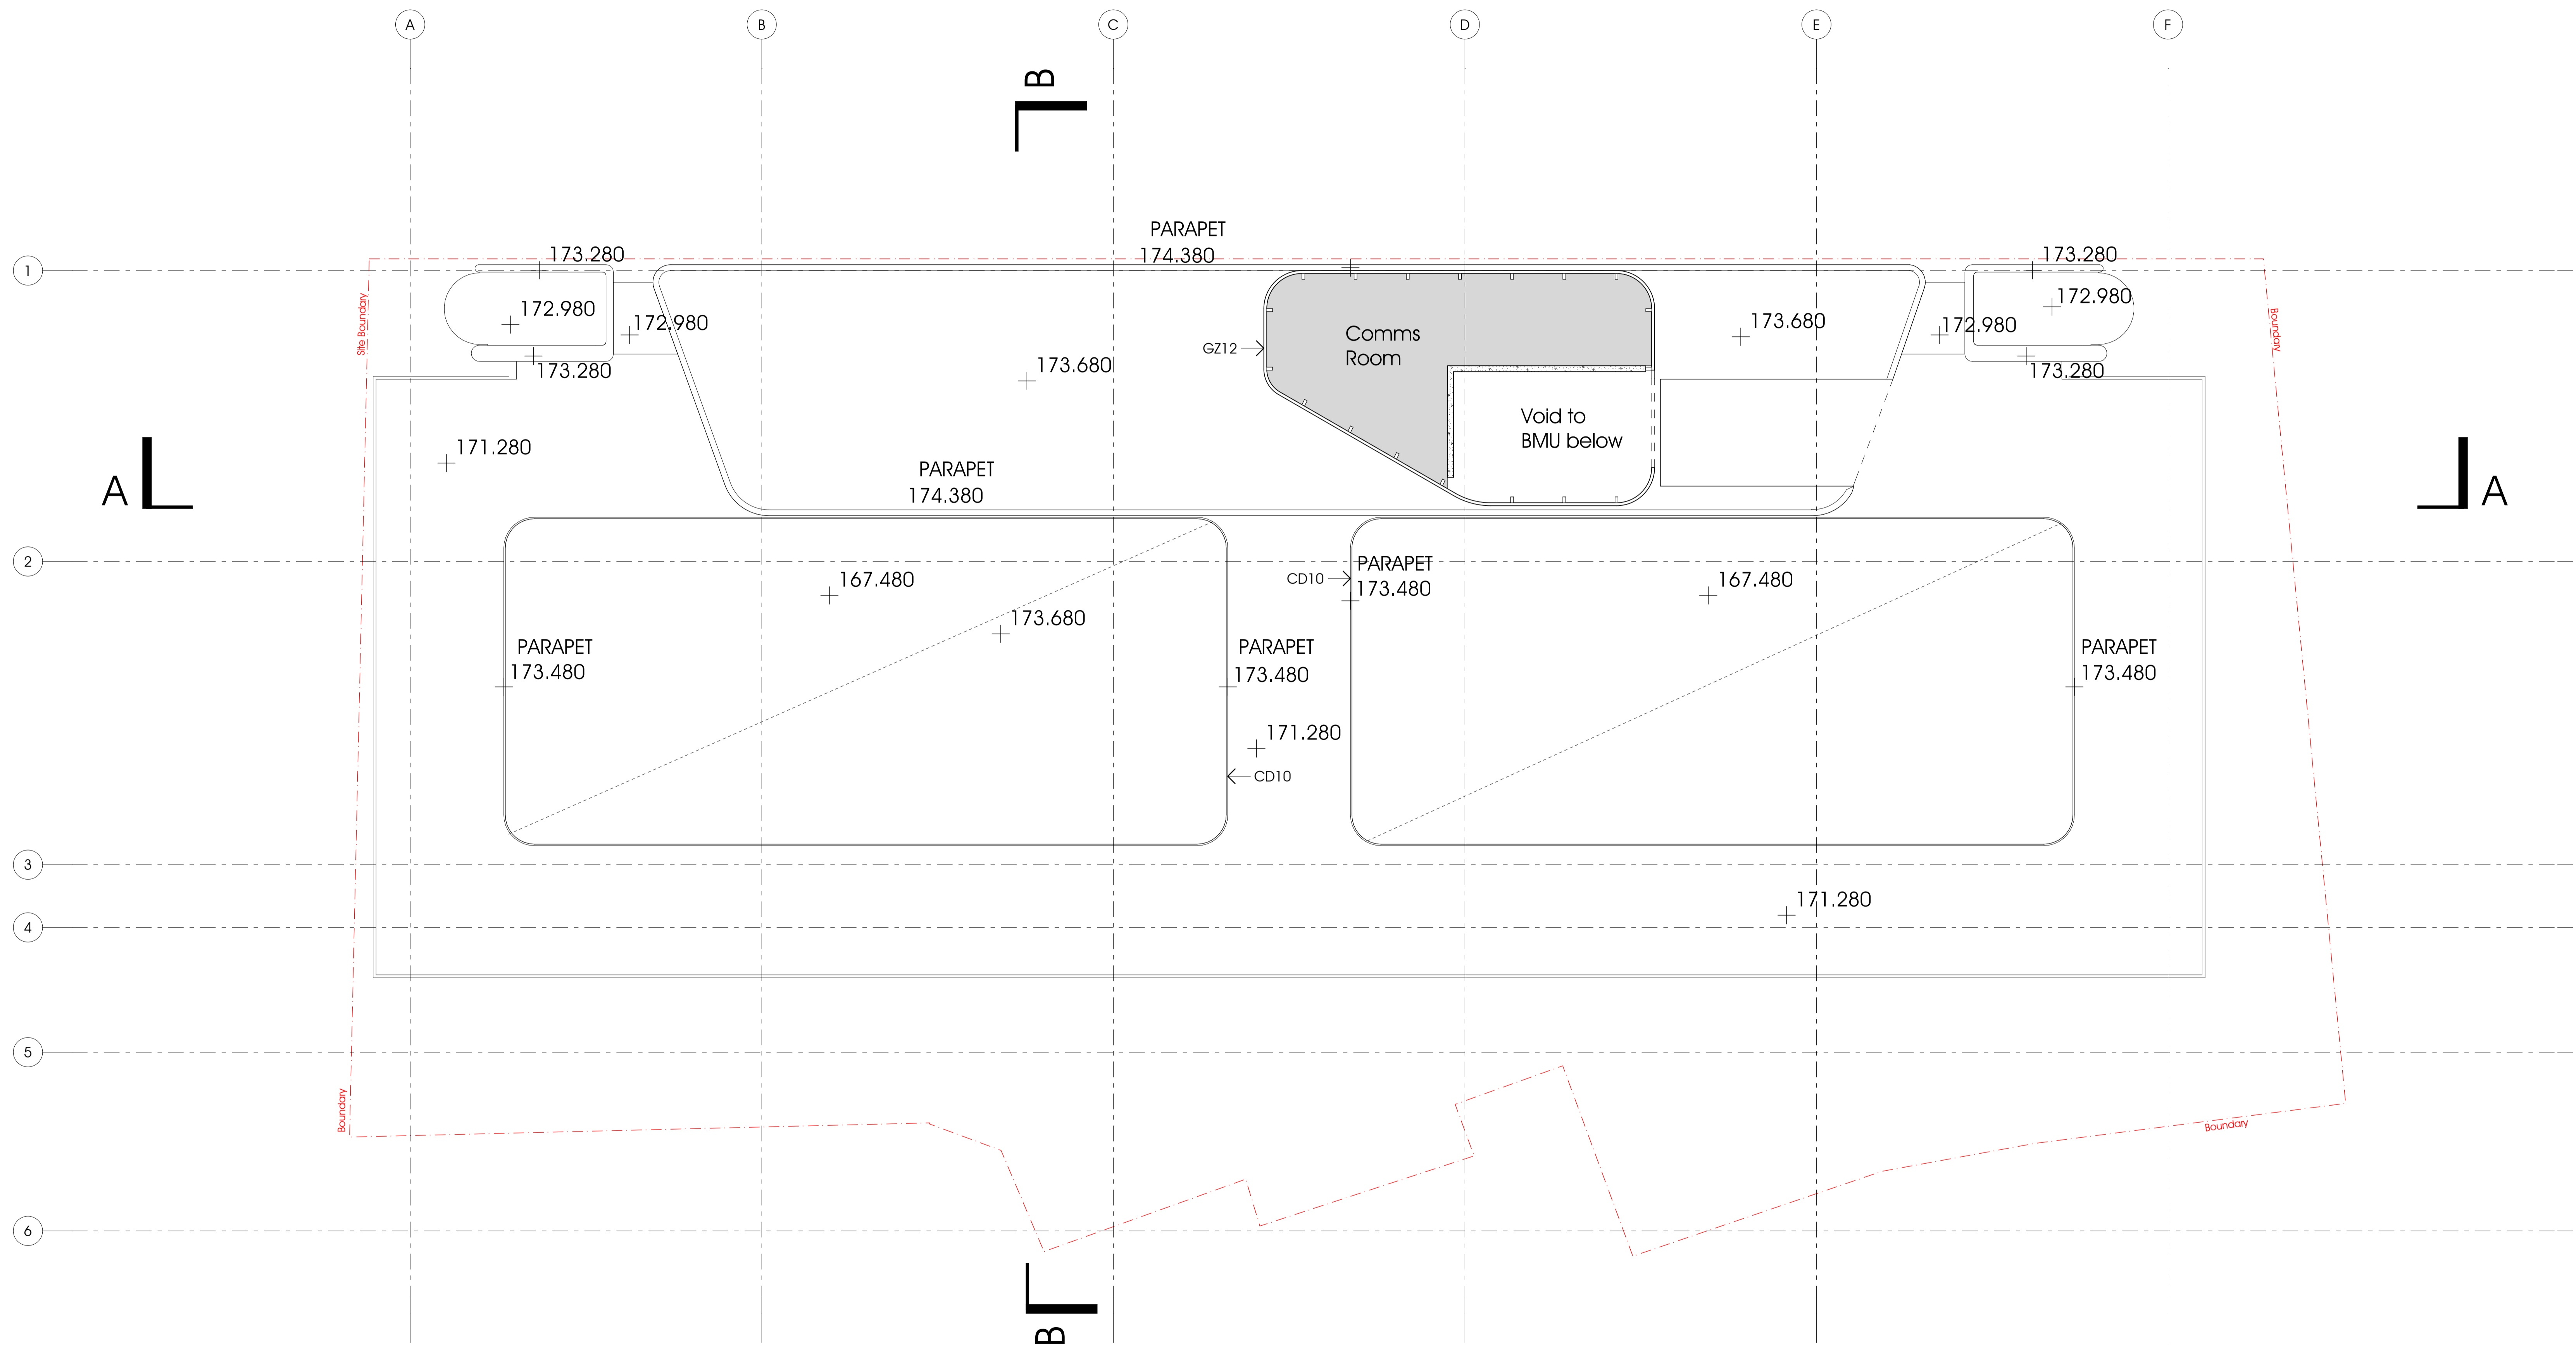 A
B
C
D
E
F
B
PARAPET
174.380
173.280
173.280
1
172.980
172.980
172.980
172.980
Site Boundary
Boundary
173.680
Comms
Room
GZ12
173.680
173.280
173.280
Void to
BMU below
171.280
PARAPET
174.380
A
A
2
PARAPET
173.480
CD10
167.480
167.480
173.680
PARAPET
173.480
PARAPET
173.480
PARAPET
173.480
171.280
CD10
3
171.280
4
5
Boundary
Boundary
6
B